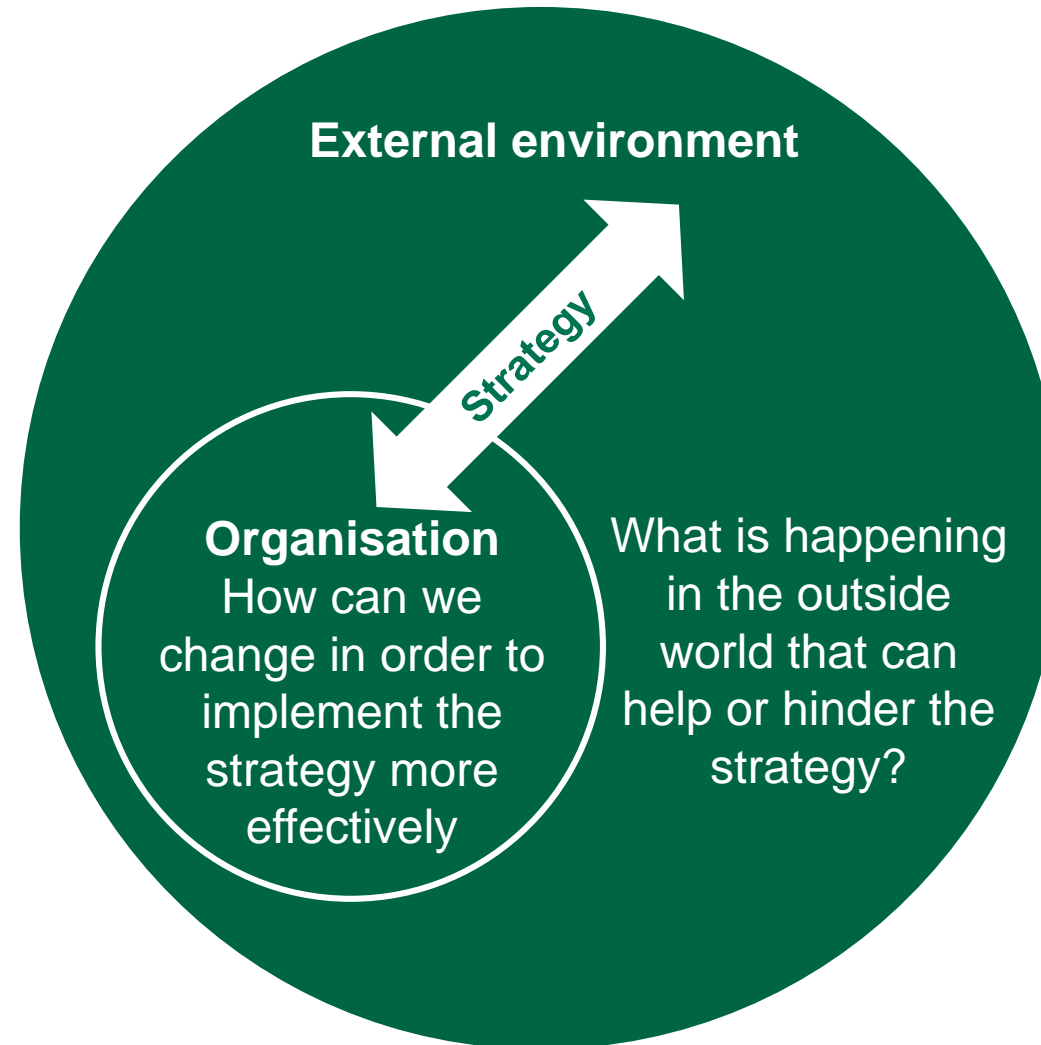 External environment
Strategy
Organisation
How can we
change in order to
implement the
strategy more
effectively
What is happening
in the outside
world that can
help or hinder the
strategy?